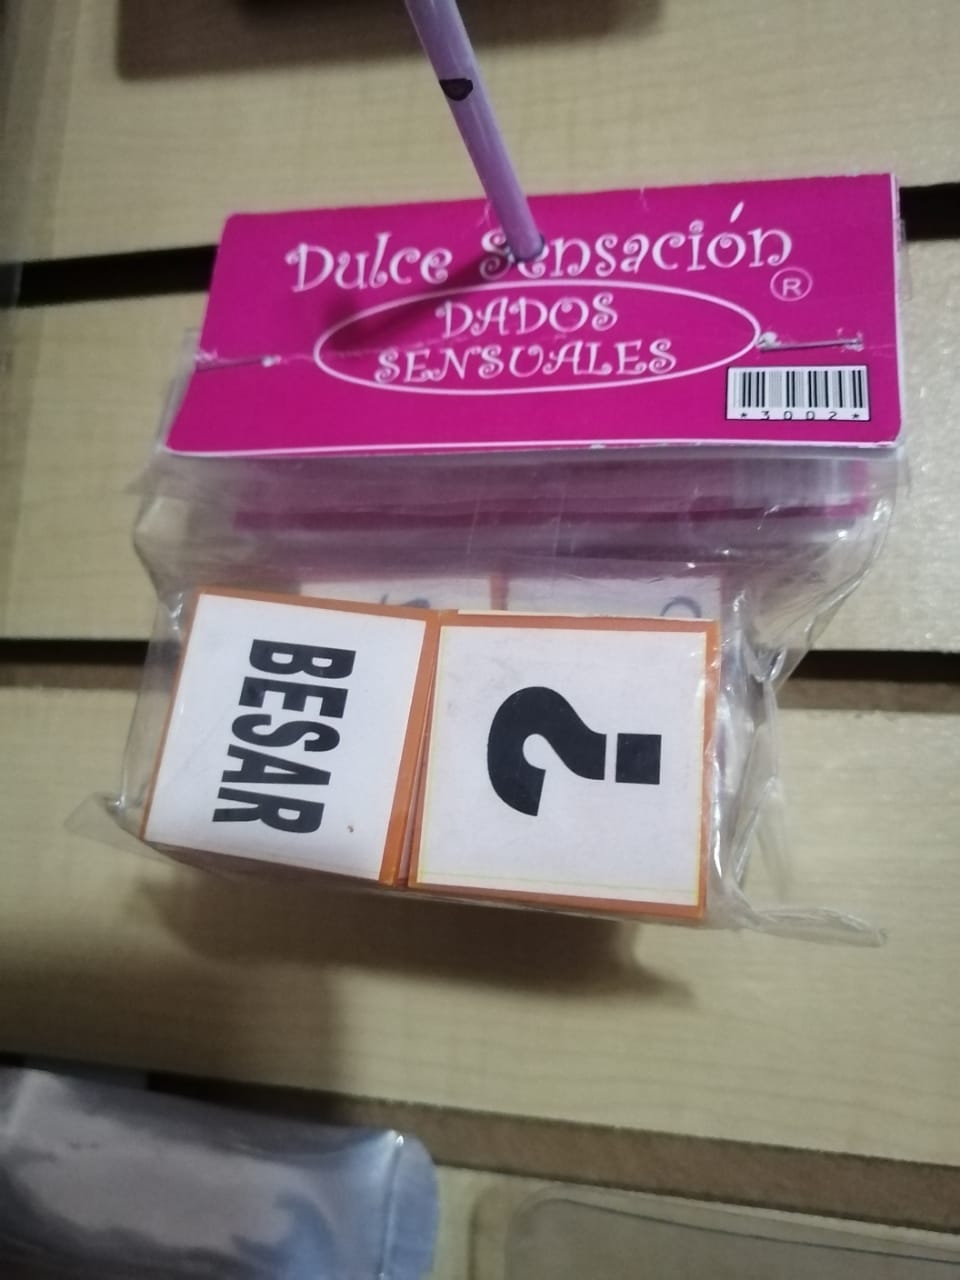 Dulce Sensación
®
DADOS
SENSUALES
*3002*
BESAR
?